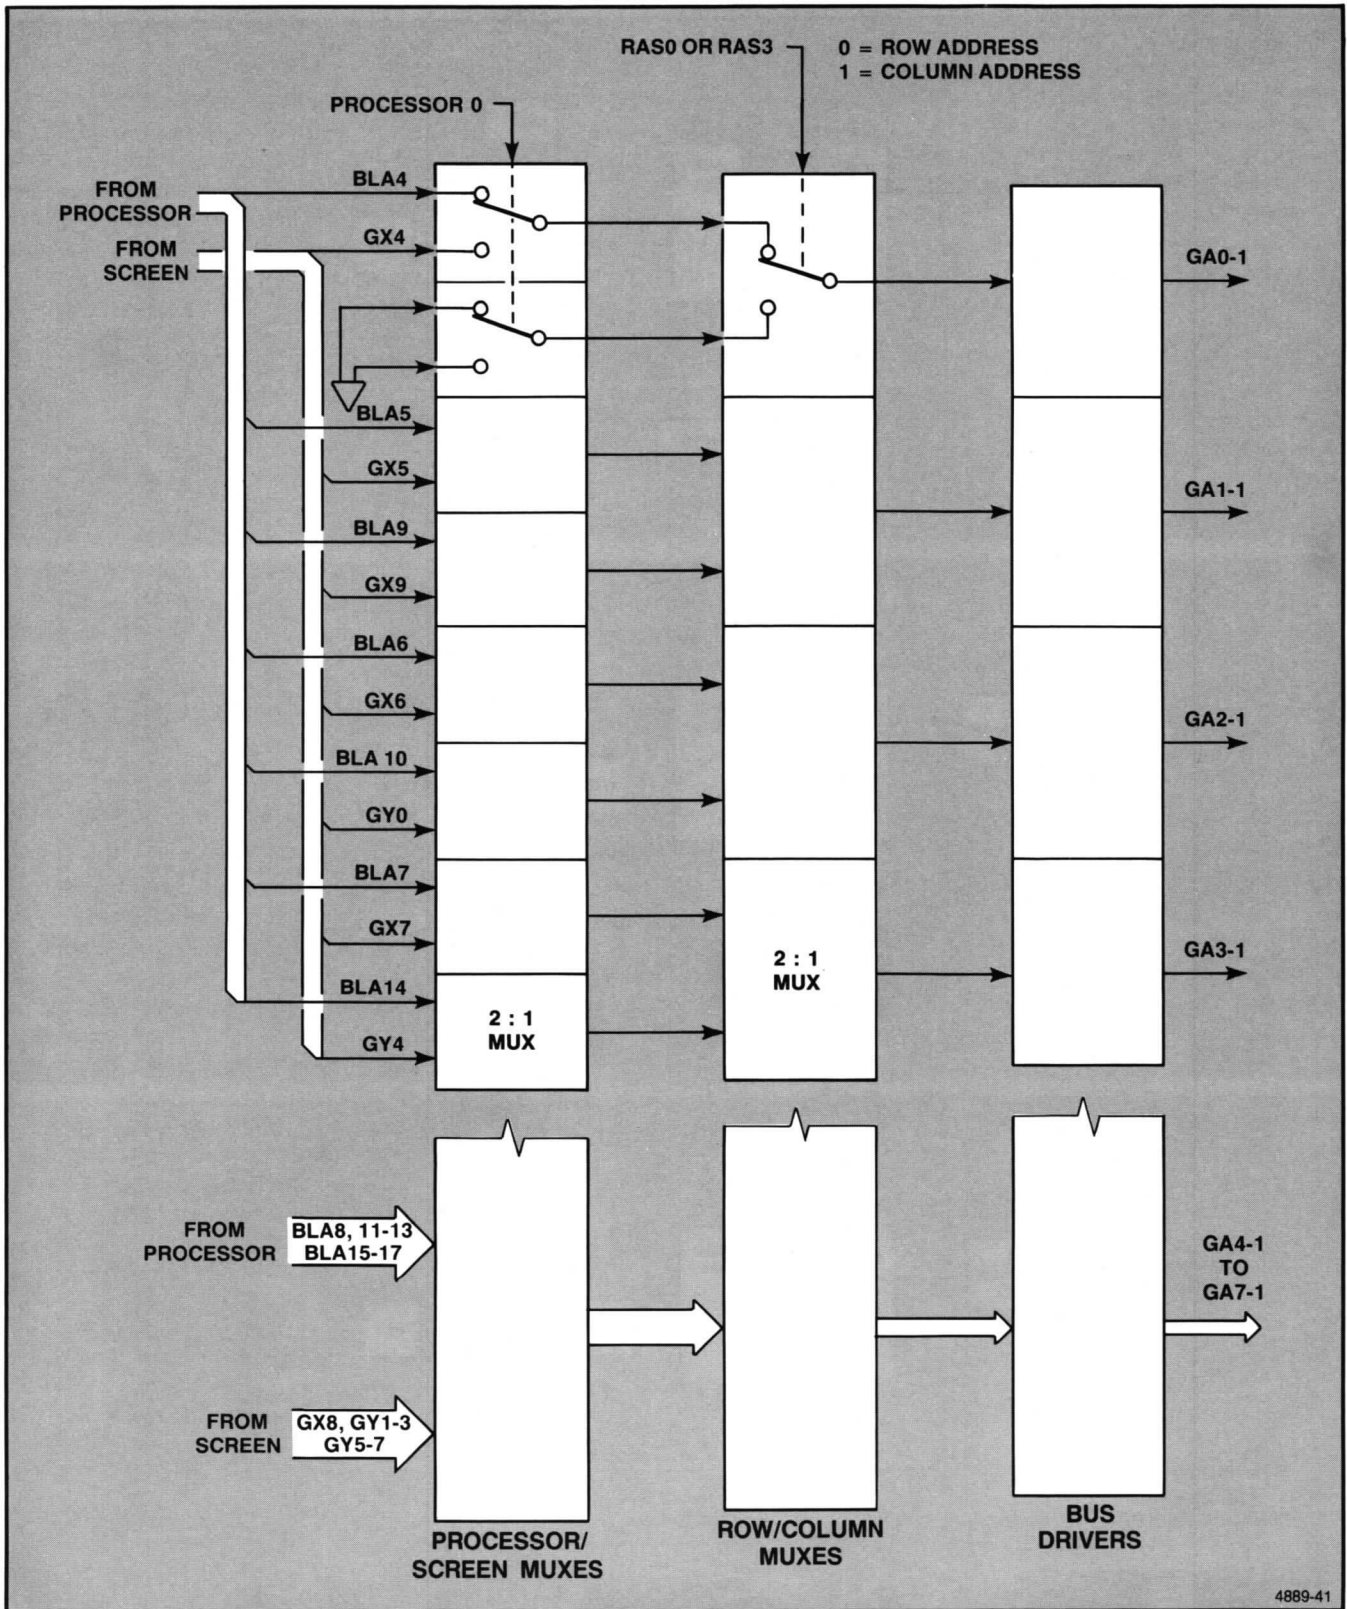 RAS0 OR RAS3
0 = ROW ADDRESS
1 = COLUMN ADDRESS
PROCESSOR 0
FROM
PROCESSOR
FROM
SCREEN
BLA4
GX4
BLA5
GX5
BLA9
GX9
BLA6
GX6
BLA 10
GY0
BLA7
GX7
BLA14
GY4
2 : 1
MUX
2 : 1
MUX
GA0-1
GA1-1
GA2-1
GA3-1
FROM
PROCESSOR
BLA8, 11-13
BLA15-17
FROM
SCREEN
GX8, GY1-3
GY5-7
GA4-1
TO
GA7-1
PROCESSOR/
SCREEN MUXES
ROW/COLUMN
MUXES
BUS
DRIVERS
4889-41